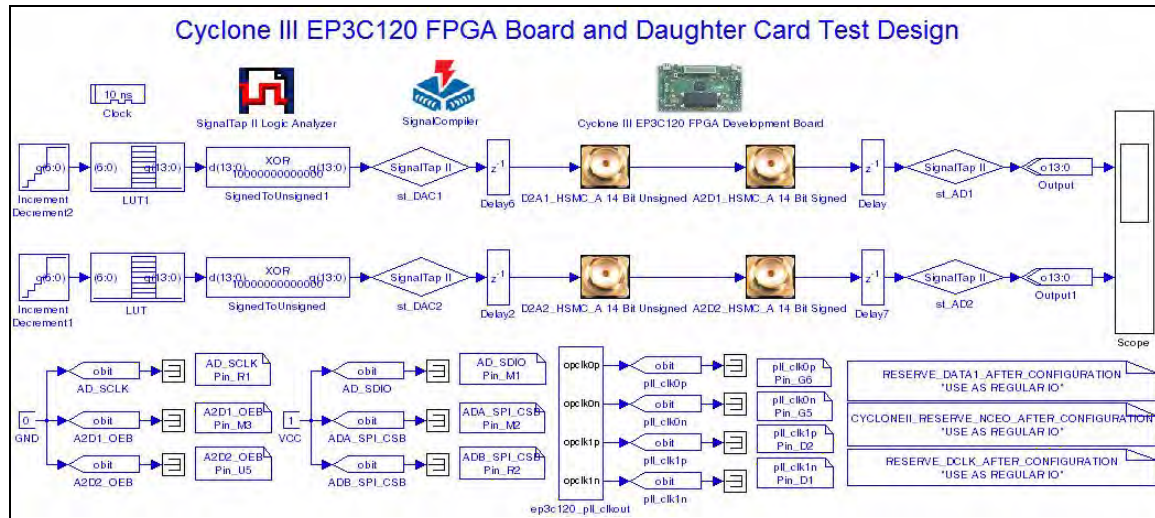 Cyclone III EP3C120 FPGA Board and Daughter Card Test Design
10 ns
Clock
SignalTap II Logic Analyzer
SignalCompiler
Cyclone III EP3C120 FPGA Development Board
q(6:0)
Increment
Decrement2
(6:0) q(13:0)
LUT1
XOR
d(13:0) q(13:0)
10000000000000
SignedToUnsigned1
SignalTap II
st_DAC1
z-1
Delay6
D2A1_HSMC_A 14 Bit Unsigned
A2D1_HSMC_A 14 Bit Signed
z-1
Delay
SignalTap II
st_AD1
o13:0
Output
q(6:0)
Increment
Decrement1
(6:0) q(13:0)
LUT
XOR
d(13:0) q(13:0)
10000000000000
SignedToUnsigned
SignalTap II
st_DAC2
z-1
Delay2
D2A2_HSMC_A 14 Bit Unsigned
A2D2_HSMC_A 14 Bit Signed
z-1
Delay7
SignalTap II
st_AD2
o13:0
Output1
Scope
0
GND
obit
AD_SCLK
AD_SCLK
Pin_R1
obit
A2D1_OEB
A2D1_OEB
Pin_M3
obit
A2D2_OEB
A2D2_OEB
Pin_U5
1
VCC
obit
AD_SDIO
AD_SDIO
Pin_M1
obit
ADA_SPI_CSB
ADA_SPI_CSB
Pin_M2
obit
ADB_SPI_CSB
ADB_SPI_CSB
Pin_R2
opclk0p
opclk0n
opclk1p
opclk1n
ep3c120_pll_clkout
obit
pll_clk0p
pll_clk0p
Pin_G6
obit
pll_clk0n
pll_clk0n
Pin_G5
obit
pll_clk1p
pll_clk1p
Pin_D2
obit
pll_clk1n
pll_clk1n
Pin_D1
RESERVE_DATA1_AFTER_CONFIGURATION
"USE AS REGULAR IO"
CYCLONEII_RESERVE_NCEO_AFTER_CONFIGURATION
"USE AS REGULAR IO"
RESERVE_DCLK_AFTER_CONFIGURATION
"USE AS REGULAR IO"